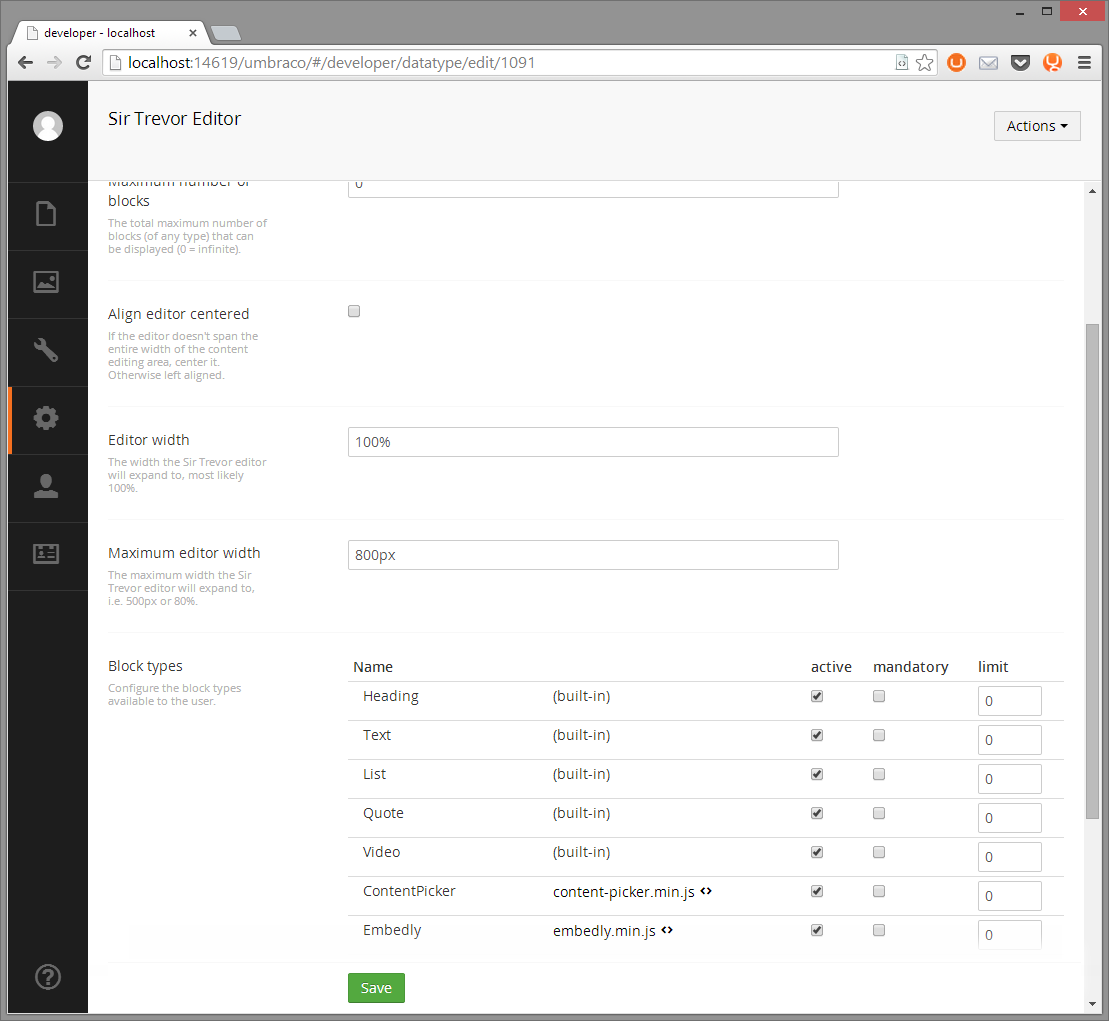 developer - localhost
localhost:14619/umbraco/#/developer/datatype/edit/1091
Sir Trevor Editor
Actions
Maximum number of
blocks
0
The total maximum number of
blocks (of any type) that can
be displayed (0 = infinite).
Align editor centered
If the editor doesn't span the
entire width of the content
editing area, center it.
Otherwise left aligned.
Editor width
100%
The width the Sir Trevor editor
will expand to, most likely
100%.
Maximum editor width
800px
The maximum width the Sir
Trevor editor will expand to,
i.e. 500px or 80%.
Block types
Configure the block types
available to the user.
Name active mandatory limit
Heading (built-in) 0
Text (built-in) 0
List (built-in) 0
Quote (built-in) 0
Video (built-in) 0
ContentPicker content-picker.min.js 0
Embedly embedly.min.js 0
Save